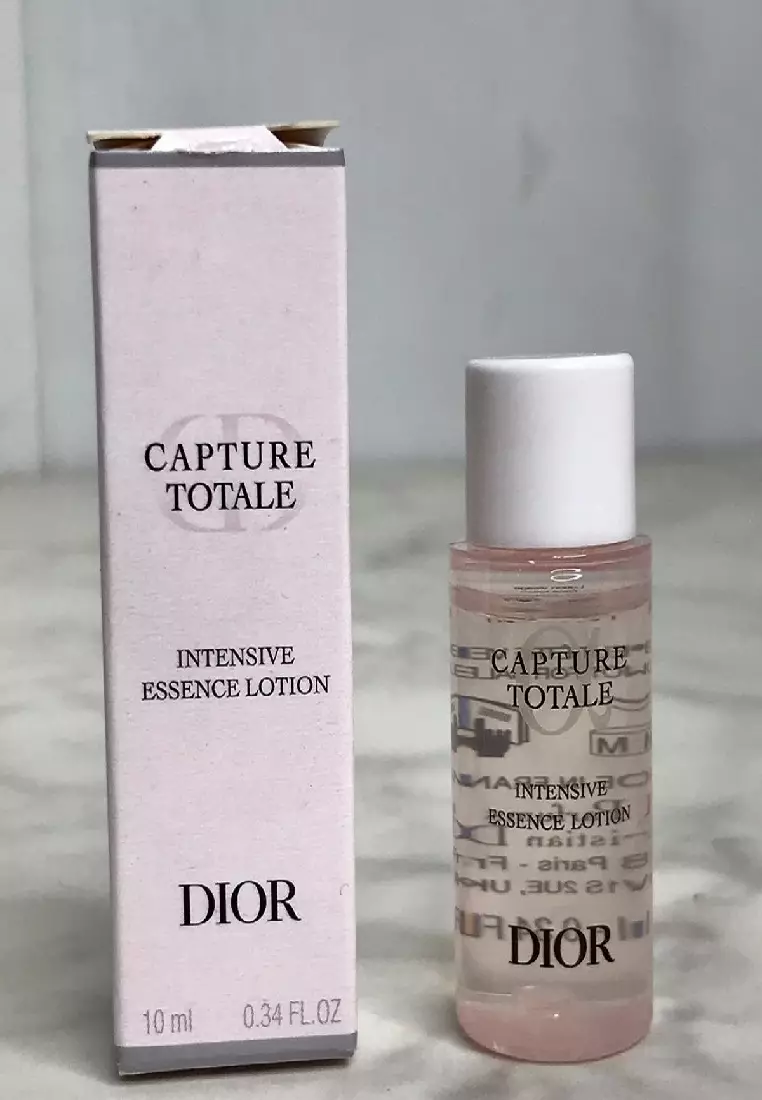 CAPTURE
TOTALE
INTENSIVE
ESSENCE LOTION
DIOR
10 ml 0.34 FL.OZ
CAPTURE
TOTALE
INTENSIVE
ESSENCE LOTION
DIOR